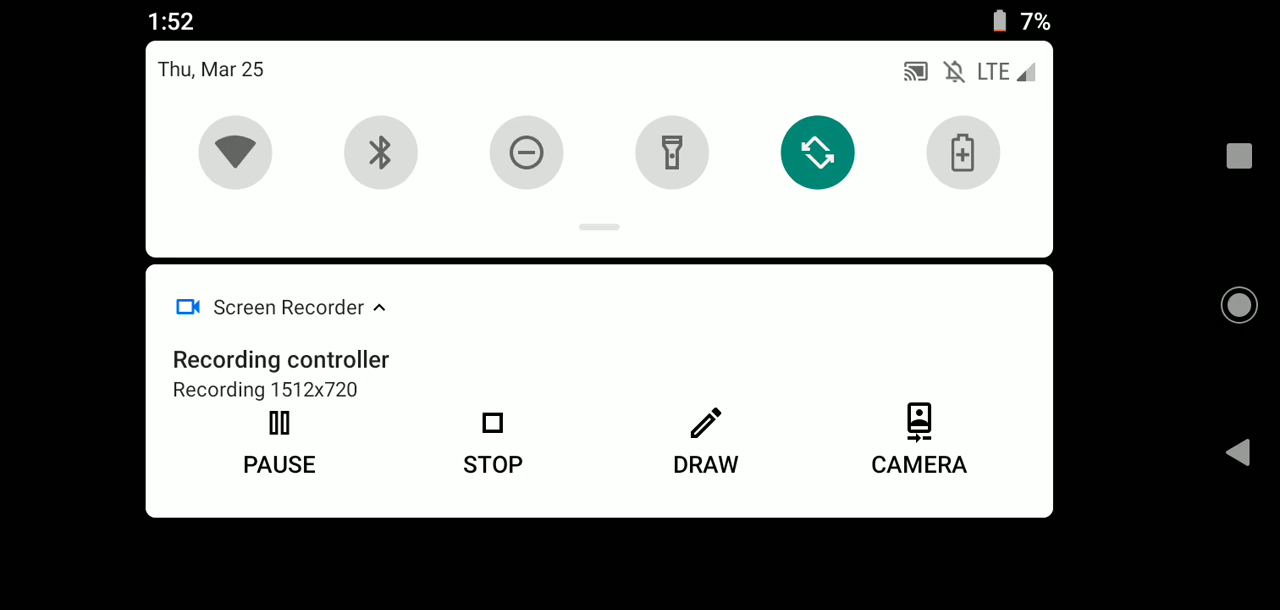 1:52
7%
Thu, Mar 25
LTE
Screen Recorder
Recording controller
Recording 1512x720
PAUSE
STOP
DRAW
CAMERA